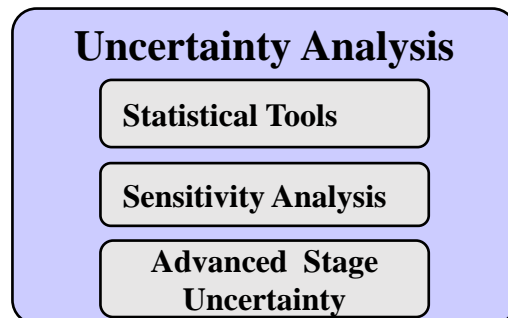 Uncertainty Analysis
Statistical Tools
Sensitivity Analysis
Advanced Stage
Uncertainty